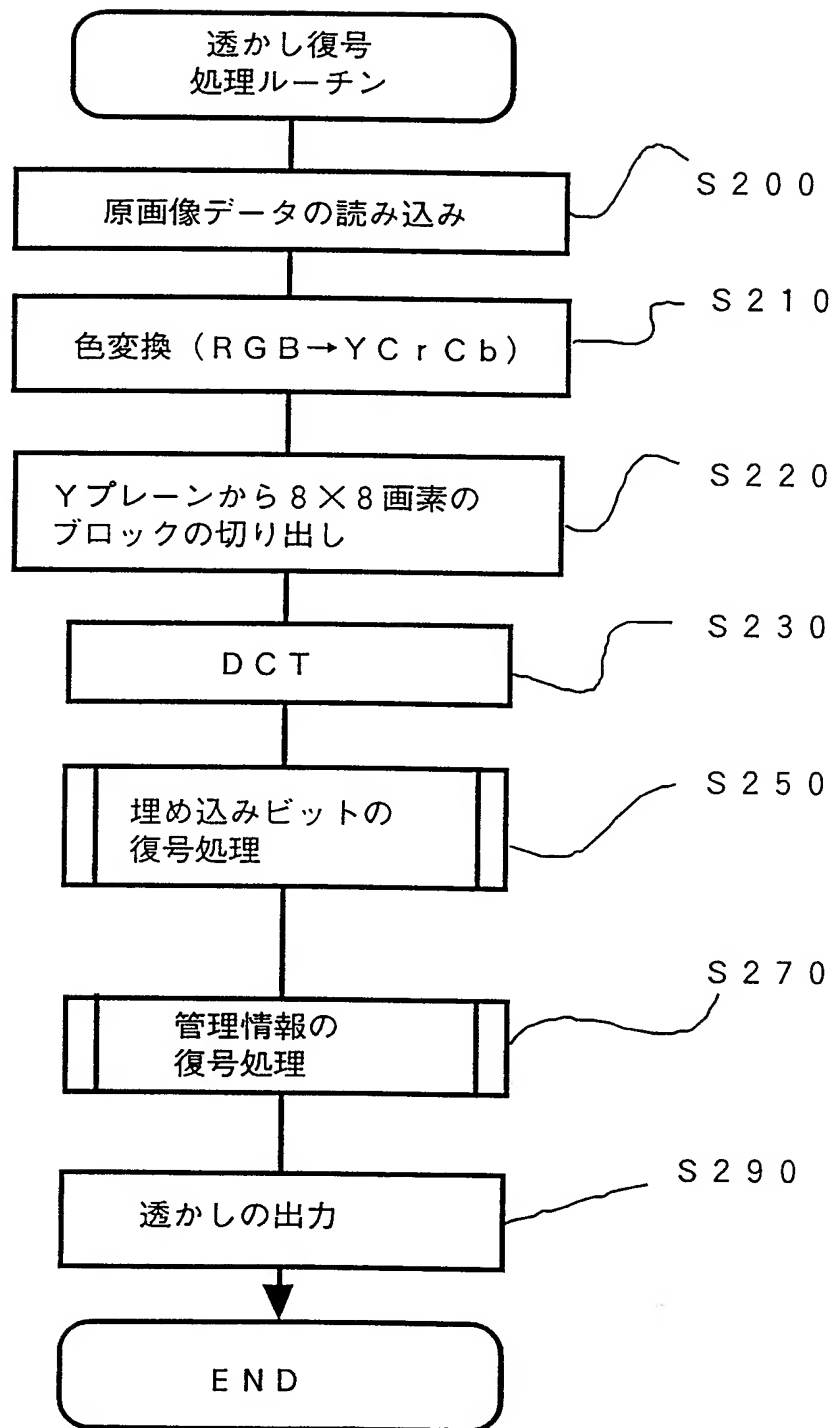 透かし復号
処理ルーチン
原画像データの読み込み
S200
色変換（RGB→YCrCb）
S210
Yプレーンから8×8画素の
ブロックの切り出し
S220
DCT
S230
埋め込みビットの
復号処理
S250
管理情報の
復号処理
S270
透かしの出力
S290
END